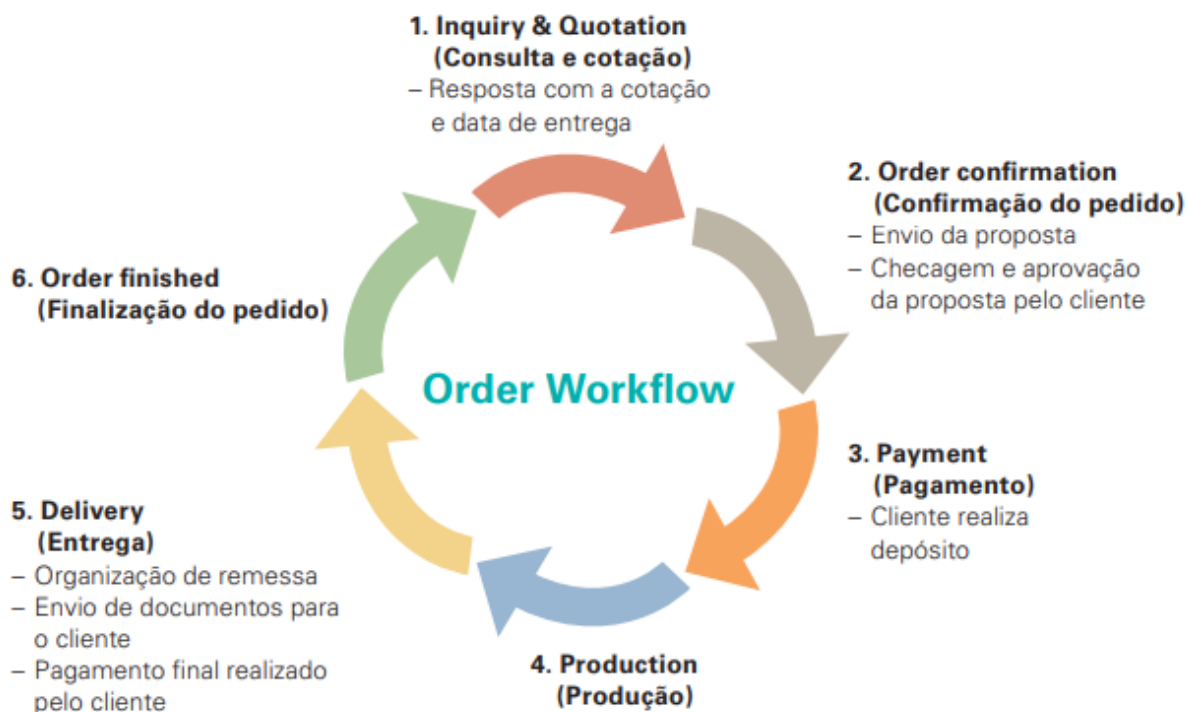 1. Inquiry & Quotation
(Consulta e cotação)
– Resposta com a cotação
e data de entrega
2. Order confirmation
(Confirmação do pedido)
– Envio da proposta
– Checagem e aprovação
da proposta pelo cliente
6. Order finished
(Finalização do pedido)
Order Workflow
3. Payment
(Pagamento)
– Cliente realiza
depósito
5. Delivery
(Entrega)
– Organização de remessa
– Envio de documentos para
o cliente
– Pagamento final realizado
pelo cliente
4. Production
(Produção)